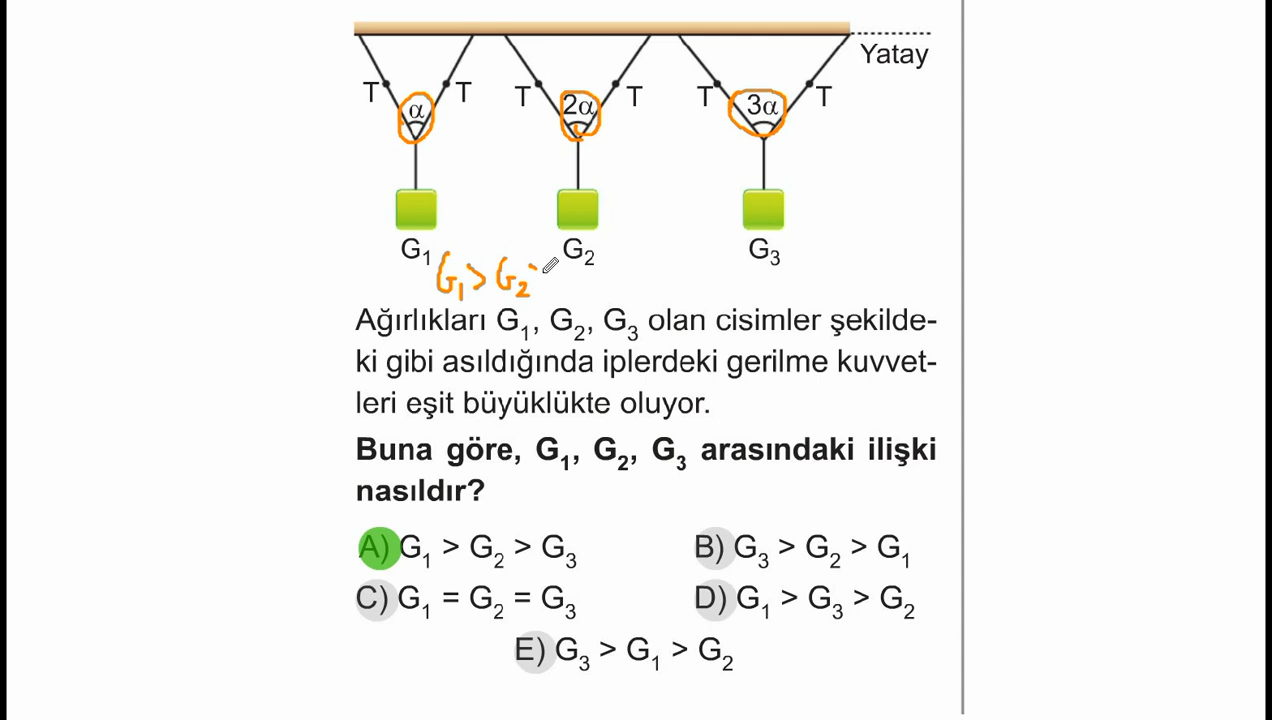 Yatay
T α T T 2α T T 3α T
G₁ G₂ G₃
G₁ > G₂ >
Ağırlıkları G₁, G₂, G₃ olan cisimler şekilde-
ki gibi asıldığında iplerdeki gerilme kuvvet-
leri eşit büyüklükte oluyor.
Buna göre, G₁, G₂, G₃ arasındaki ilişki
nasıldır?
A) G₁ > G₂ > G₃ B) G₃ > G₂ > G₁
C) G₁ = G₂ = G₃ D) G₁ > G₃ > G₂
E) G₃ > G₁ > G₂